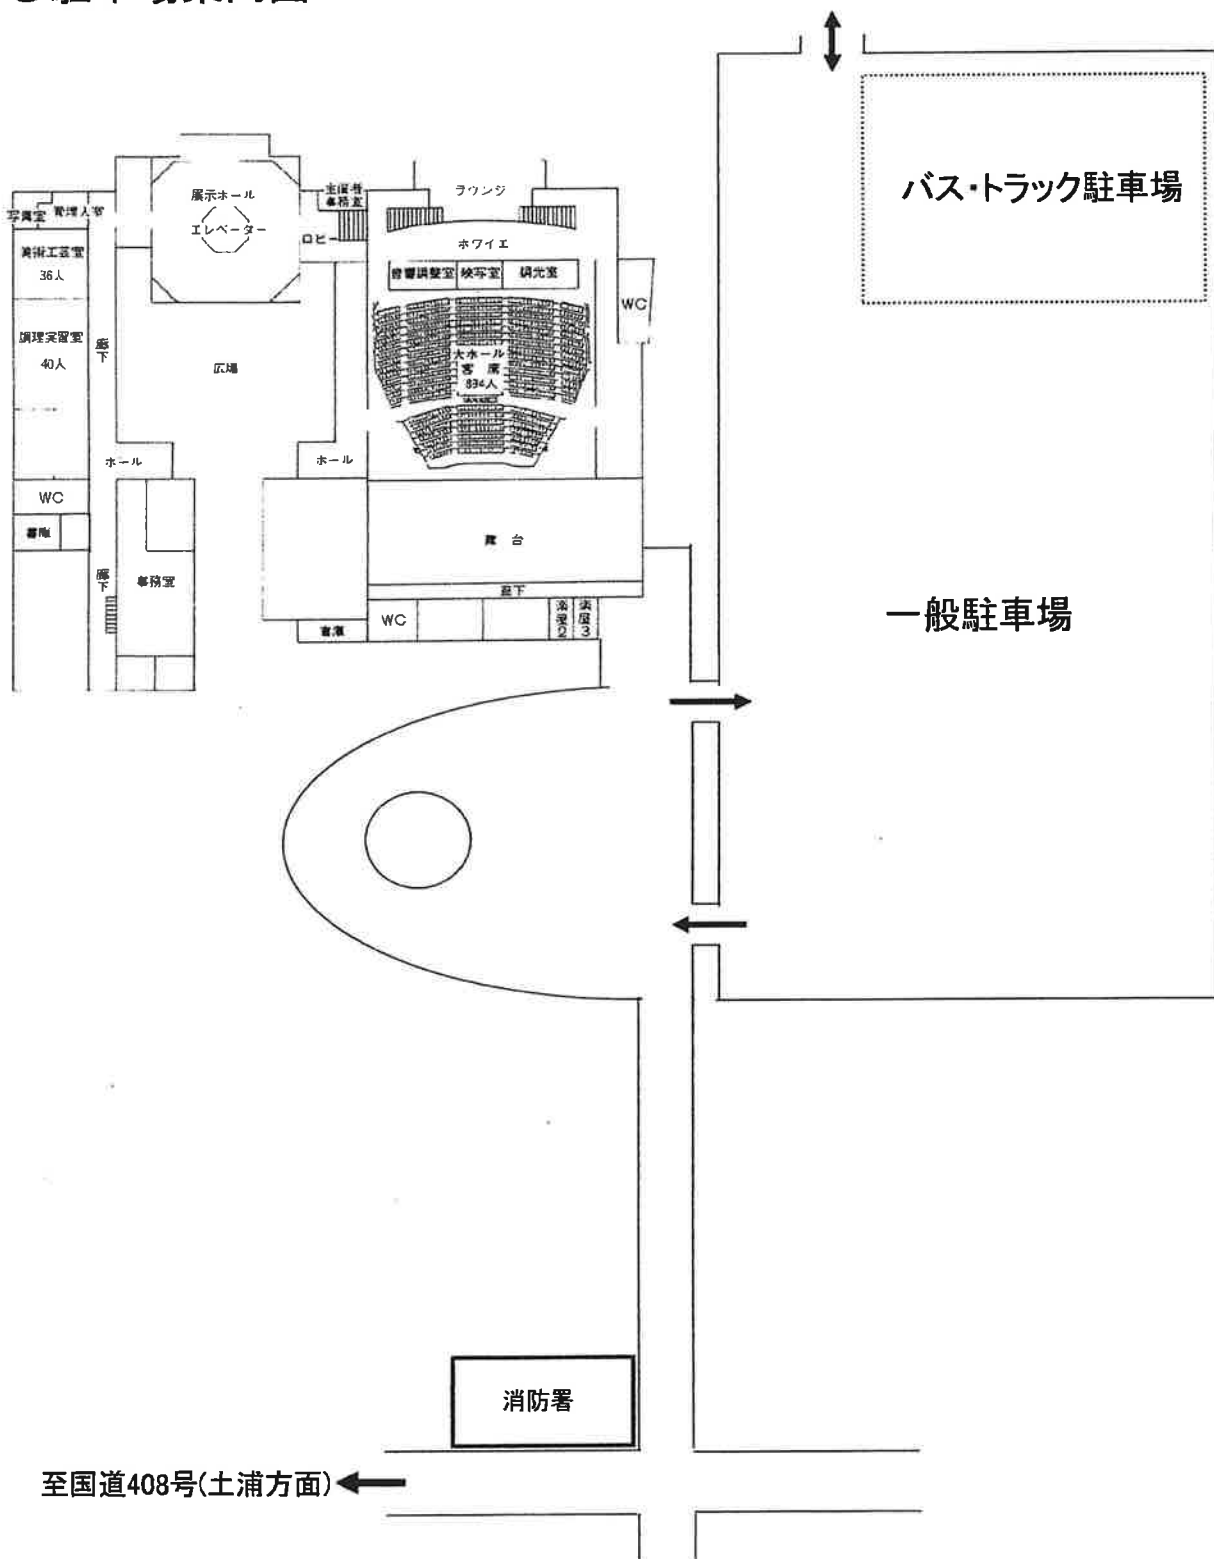 駐車場案内図
バス・トラック駐車場
展示ホール
エレベーター
主催者
事務室
ロビー
ラウンジ
ホワイエ
写真室
管理人室
美術工芸室
36人
音響調整室
映写室
調光室
WC
調理実習室
40人
廊下
広場
大ホール
客席
834人
ホール
ホール
WC
書庫
舞台
廊下
事務室
廊下
WC
楽屋2
楽屋3
一般駐車場
消防署
至国道408号(土浦方面)